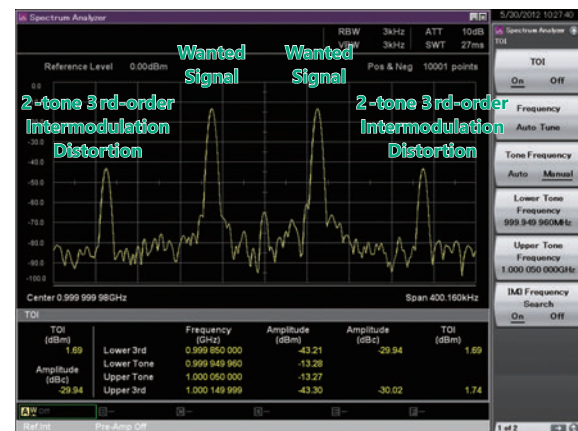 Spectrum Analyzer
5/30/2012 10:27:40
RBW 3kHz ATT 10dB
VBW 3kHz SWT 27ms
Reference Level 0.00dBm
Pos & Neg 10001 points
Wanted
Signal
Wanted
Signal
2-tone 3rd-order
Intermodulation
Distortion
2-tone 3rd-order
Intermodulation
Distortion
0.0
-30.0
-40.0
-50.0
-60.0
-70.0
-80.0
-90.0
-100.0
Center 0.999 999 98GHz
Span 400.160kHz
TOI
TOI Frequency Amplitude Amplitude TOI
(dBm) (GHz) (dBm) (dBc) (dBm)
1.69 Lower 3rd 0.999 850 000 -43.21 -29.94 1.69
Lower Tone 0.999 949 960 -13.28
Amplitude
(dBc)
Upper Tone 1.000 050 000 -13.27
-29.94 Upper 3rd 1.000 149 999 -43.30 -30.02 1.74
Ref.Int Pre-Amp Off
Spectrum Analyzer
TOI
TOI
On Off
Frequency
Auto Tune
Tone Frequency
Auto Manual
Lower Tone
Frequency
999.949 960MHz
Upper Tone
Frequency
1.000 050 000GHz
IM3 Frequency
Search
On Off
1 of 2